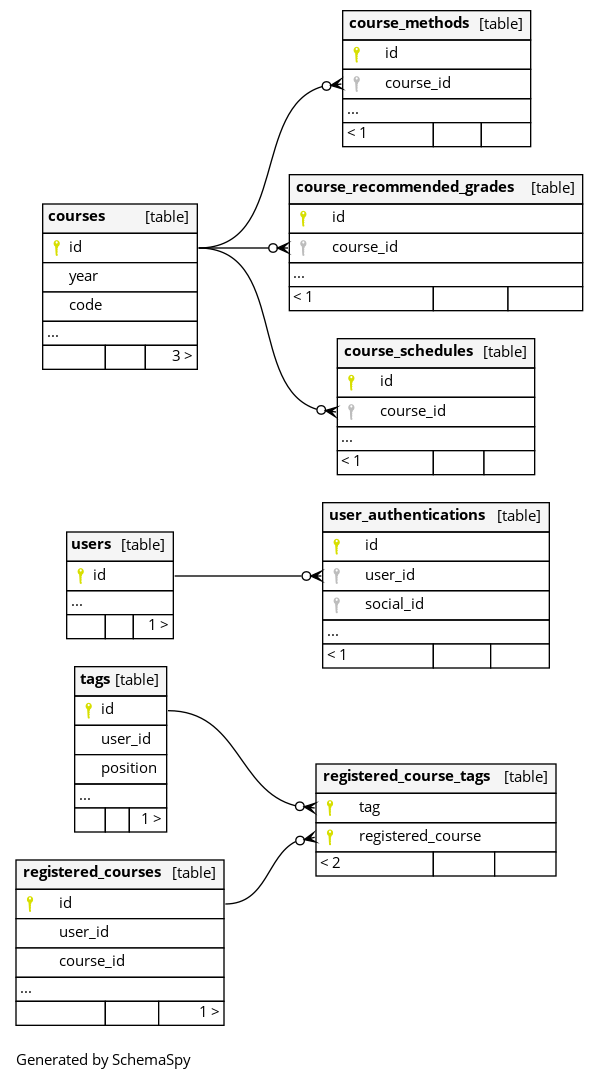 course_methods [table]
id
course_id
...
< 1
course_recommended_grades [table]
id
course_id
...
< 1
courses [table]
id
year
code
...
3 >
course_schedules [table]
id
course_id
...
< 1
user_authentications [table]
id
user_id
social_id
...
< 1
users [table]
id
...
1 >
tags [table]
id
user_id
position
...
1 >
registered_course_tags [table]
tag
registered_course
< 2
registered_courses [table]
id
user_id
course_id
...
1 >
Generated by SchemaSpy